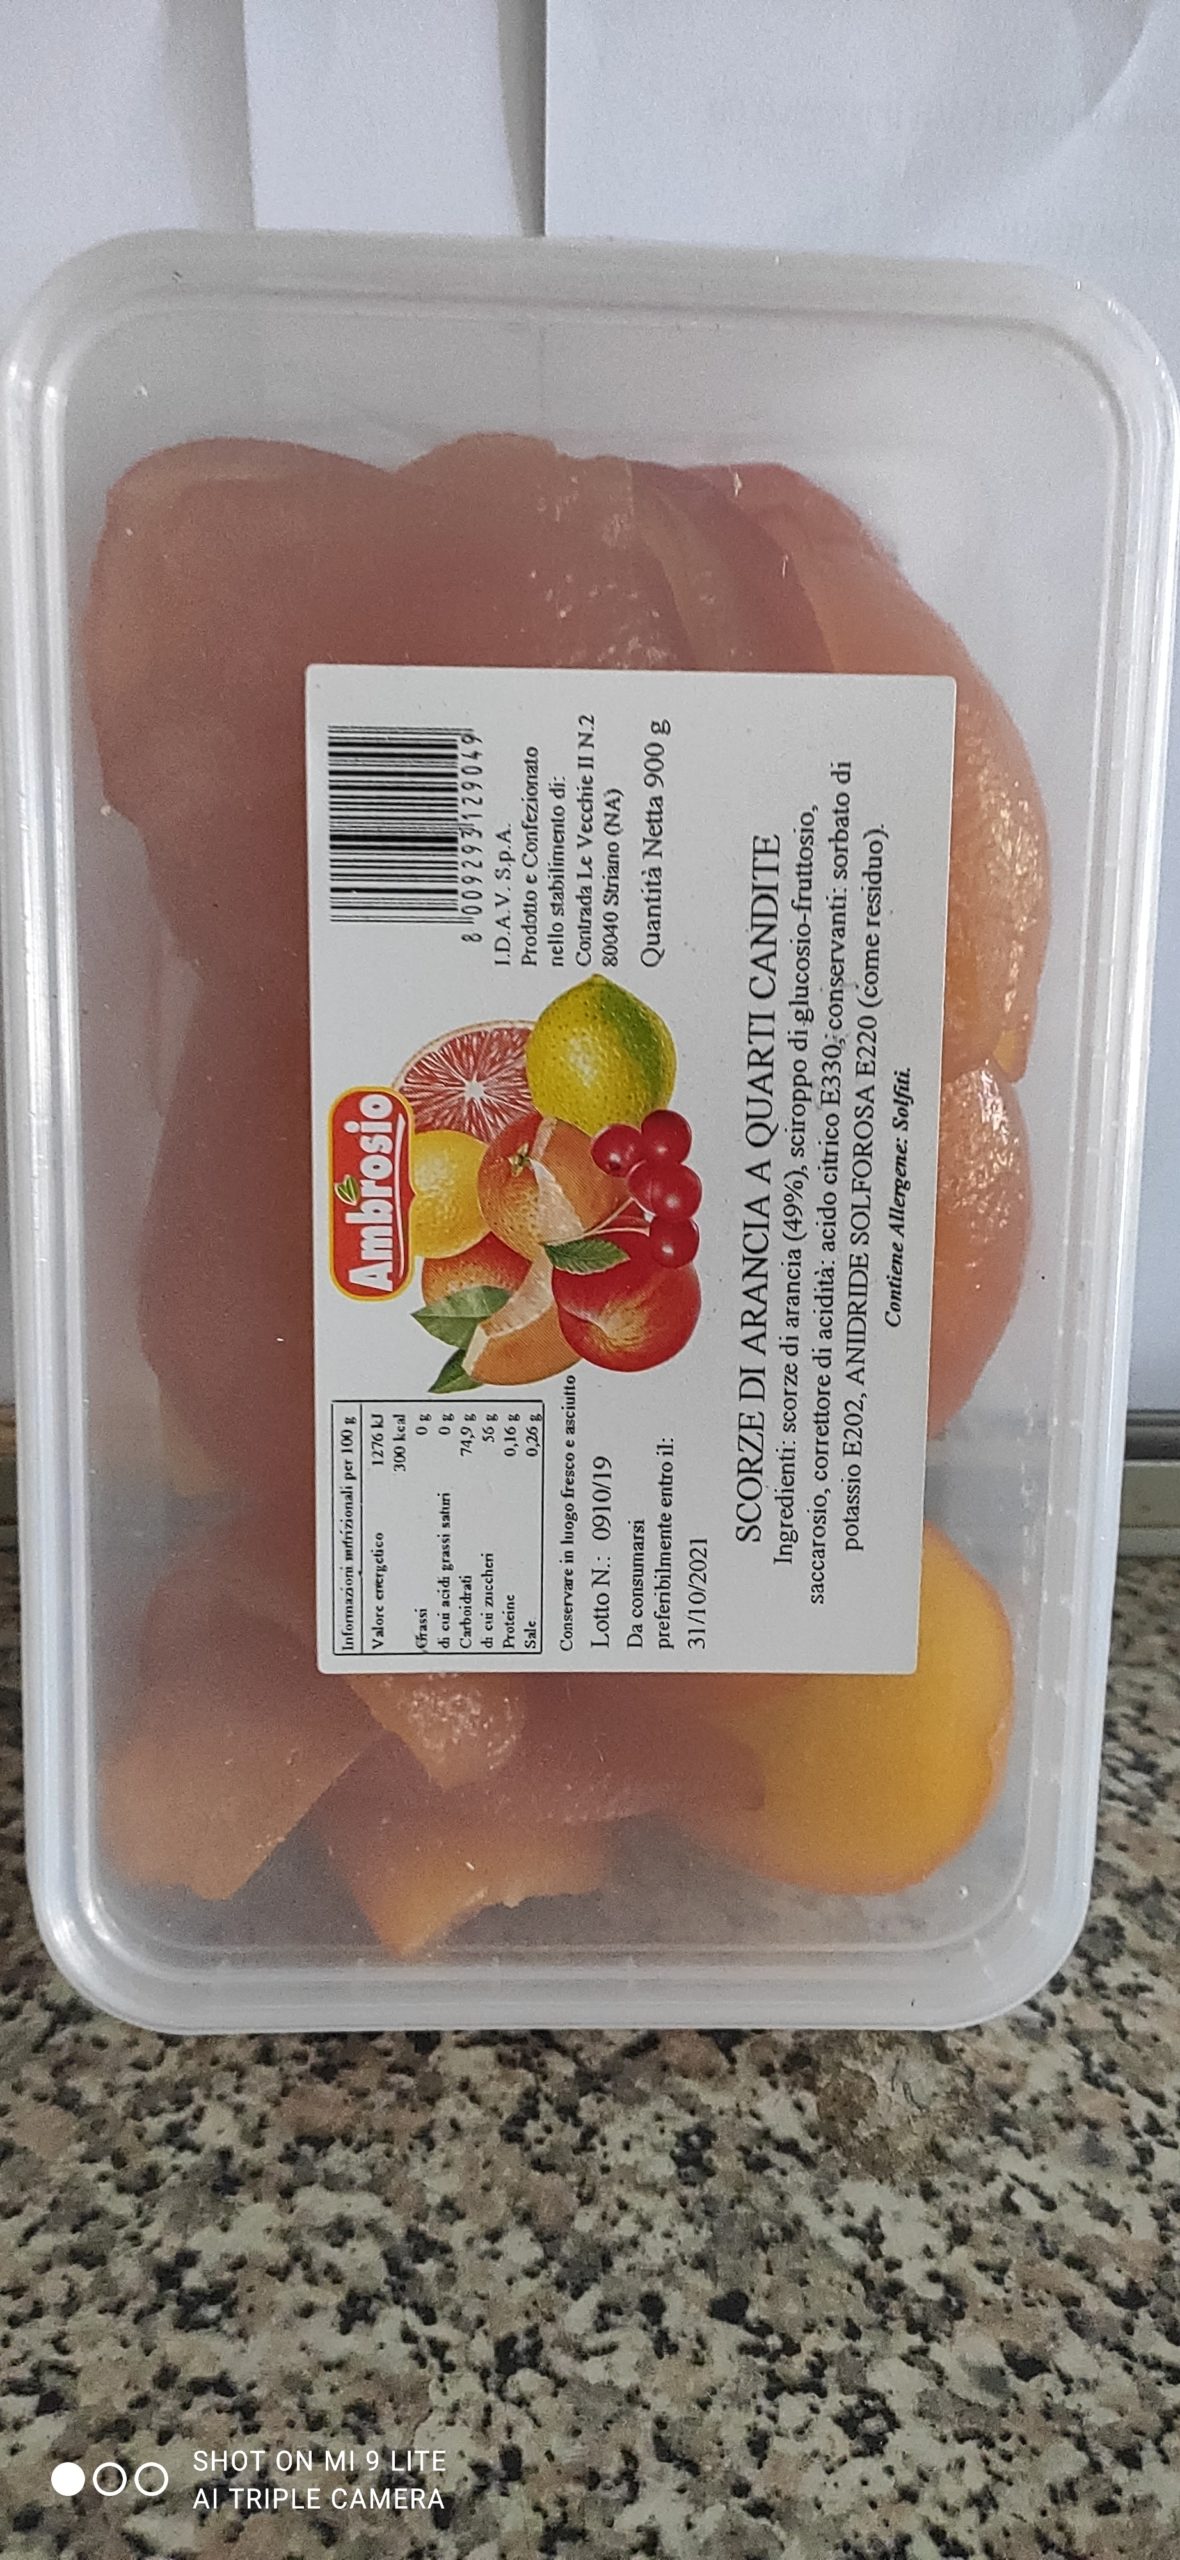 Informazioni nutrizionali per 100 g
Valore energetico 1276 kJ
300 kcal
Grassi 0 g
di cui acidi grassi saturi 0 g
Carboidrati 74,9 g
di cui zuccheri 56 g
Proteine 0,16 g
Sale 0,26 g
Conservare in luogo fresco e asciutto
Lotto N.: 0910/19
Da consumarsi
preferibilmente entro il:
31/10/2021
Ambrosio
8 009293 129049
I.D.A.V. S.p.A.
Prodotto e Confezionato
nello stabilimento di:
Contrada Le Vecchie II N.2
80040 Striano (NA)
Quantità Netta 900 g
SCORZE DI ARANCIA A QUARTI CANDITE
Ingredienti: scorze di arancia (49%), sciroppo di glucosio-fruttosio,
saccarosio, correttore di acidità: acido citrico E330; conservanti: sorbato di
potassio E202, ANIDRIDE SOLFOROSA E220 (come residuo).
Contiene Allergene: Solfiti.
SHOT ON MI 9 LITE
AI TRIPLE CAMERA